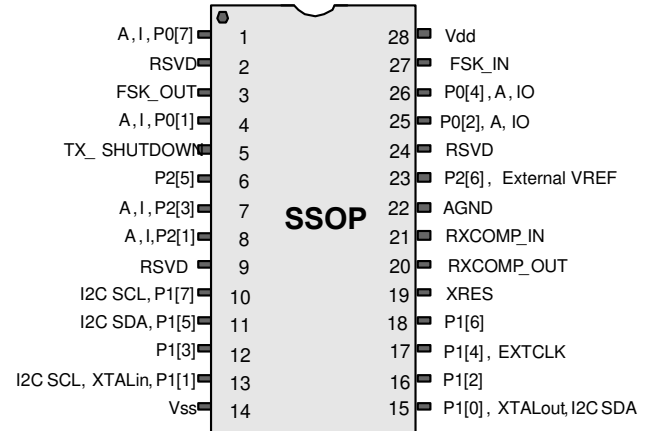 A, I, P0[7] 1 28 Vdd
RSVD 2 27 FSK_IN
FSK_OUT 3 26 P0[4], A, IO
A, I, P0[1] 4 25 P0[2], A, IO
TX_ SHUTDOWN 5 24 RSVD
P2[5] 6 23 P2[6], External VREF
A, I, P2[3] 7 SSOP 22 AGND
A, I,P2[1] 8 21 RXCOMP_IN
RSVD 9 20 RXCOMP_OUT
I2C SCL, P1[7] 10 19 XRES
I2C SDA, P1[5] 11 18 P1[6]
P1[3] 12 17 P1[4], EXTCLK
I2C SCL, XTALin, P1[1] 13 16 P1[2]
Vss 14 15 P1[0], XTALout, I2C SDA